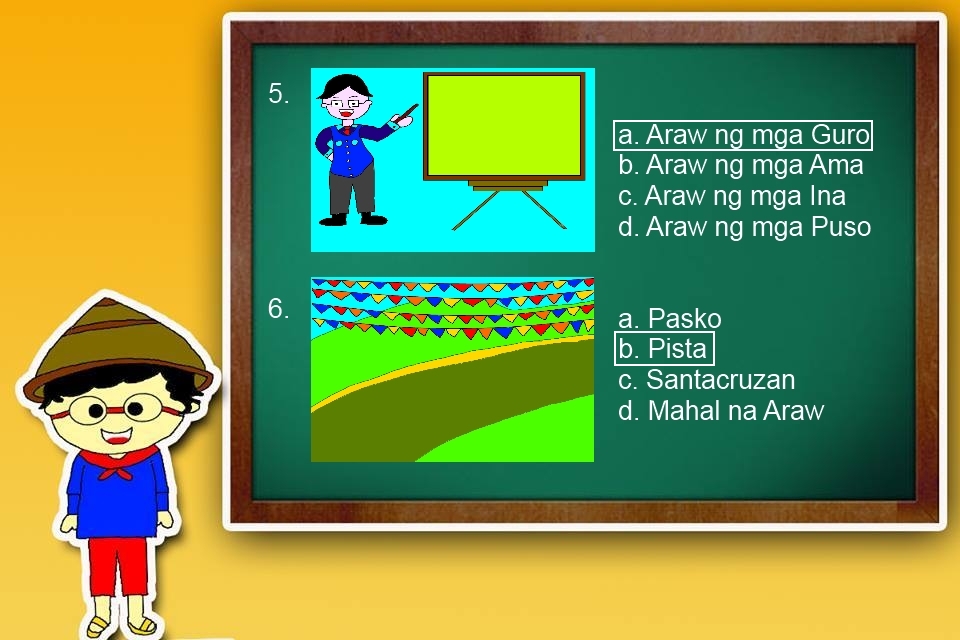 5.
a. Araw ng mga Guro
b. Araw ng mga Ama
c. Araw ng mga Ina
d. Araw ng mga Puso
6.
a. Pasko
b. Pista
c. Santacruzan
d. Mahal na Araw